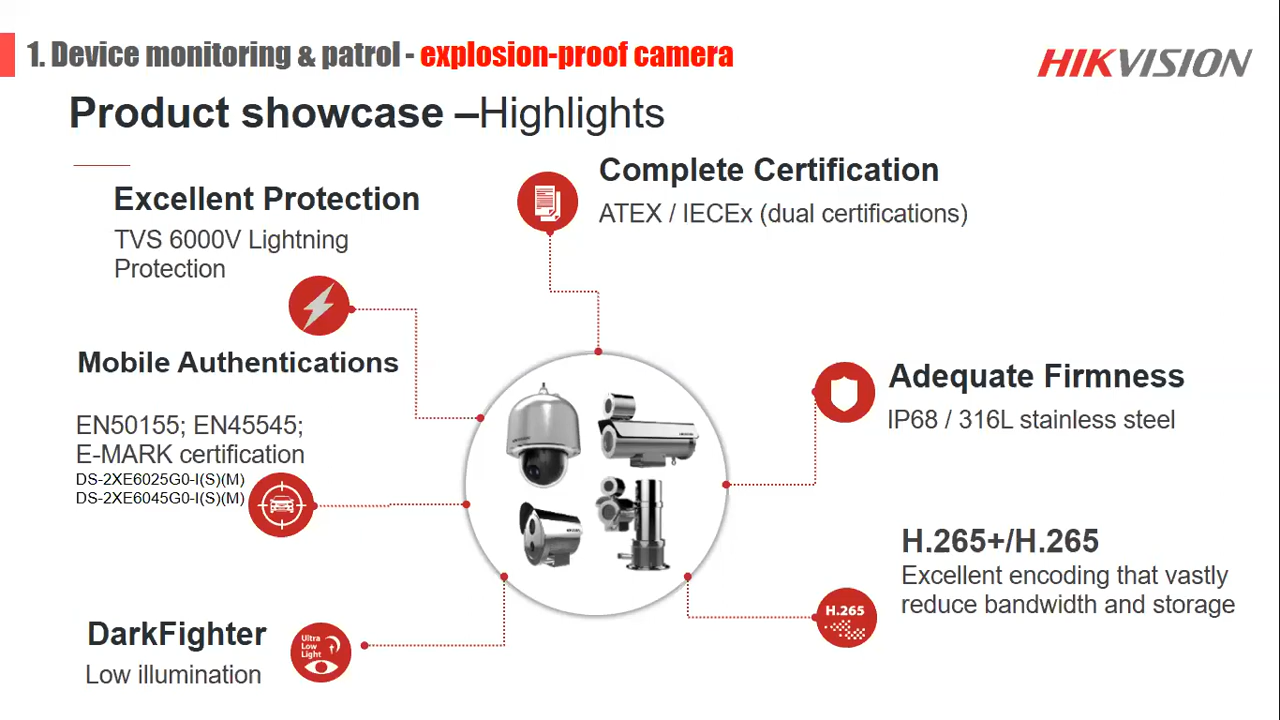 1. Device monitoring & patrol - explosion-proof camera
HIKVISION
Product showcase –Highlights
Excellent Protection
TVS 6000V Lightning
Protection
Complete Certification
ATEX / IECEx (dual certifications)
Mobile Authentications
EN50155; EN45545;
E-MARK certification
DS-2XE6025G0-I(S)(M)
DS-2XE6045G0-I(S)(M)
Adequate Firmness
IP68 / 316L stainless steel
H.265+/H.265
Excellent encoding that vastly
reduce bandwidth and storage
H.265
DarkFighter
Low illumination
Ultra
Low
Light
HIKVISION